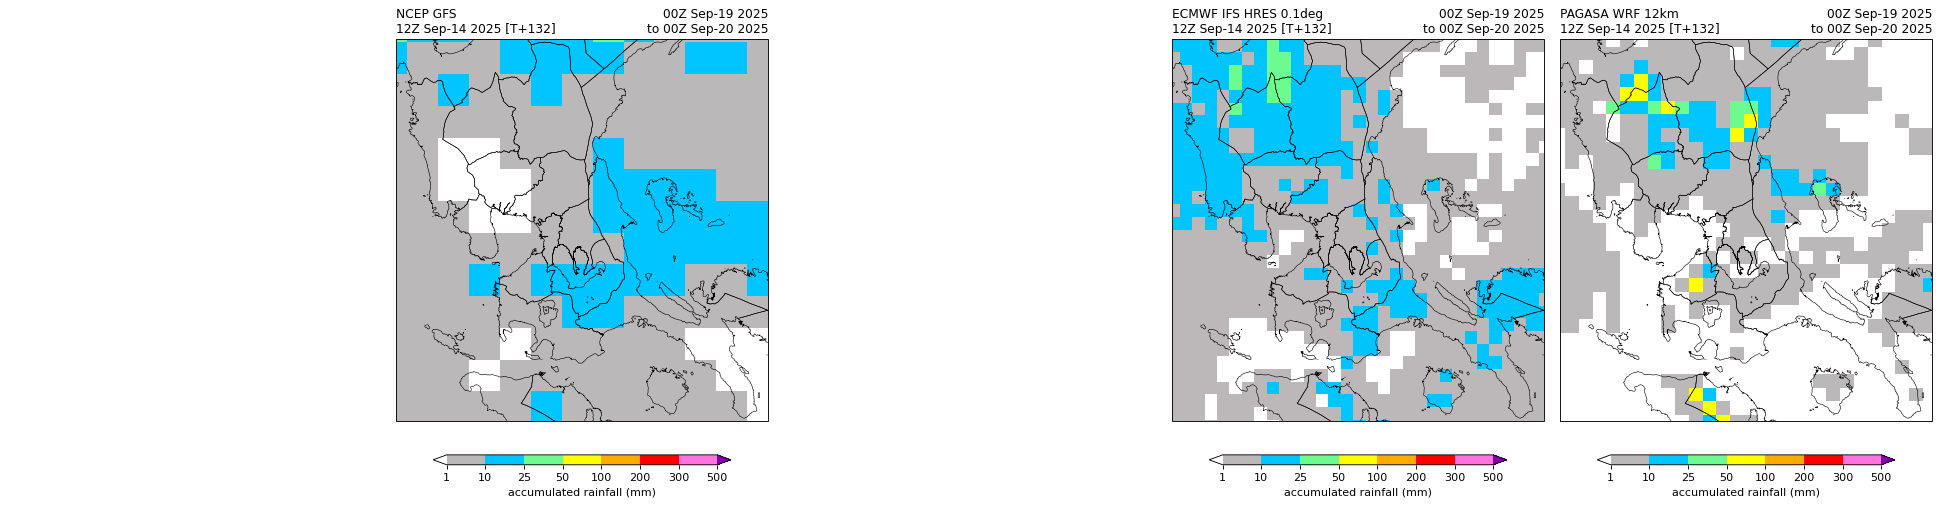 NCEP GFS 00Z Sep-19 2025
12Z Sep-14 2025 [T+132] to 00Z Sep-20 2025
1 10 25 50 100 200 300 500
accumulated rainfall (mm)
ECMWF IFS HRES 0.1deg 00Z Sep-19 2025
12Z Sep-14 2025 [T+132] to 00Z Sep-20 2025
1 10 25 50 100 200 300 500
accumulated rainfall (mm)
PAGASA WRF 12km 00Z Sep-19 2025
12Z Sep-14 2025 [T+132] to 00Z Sep-20 2025
1 10 25 50 100 200 300 500
accumulated rainfall (mm)